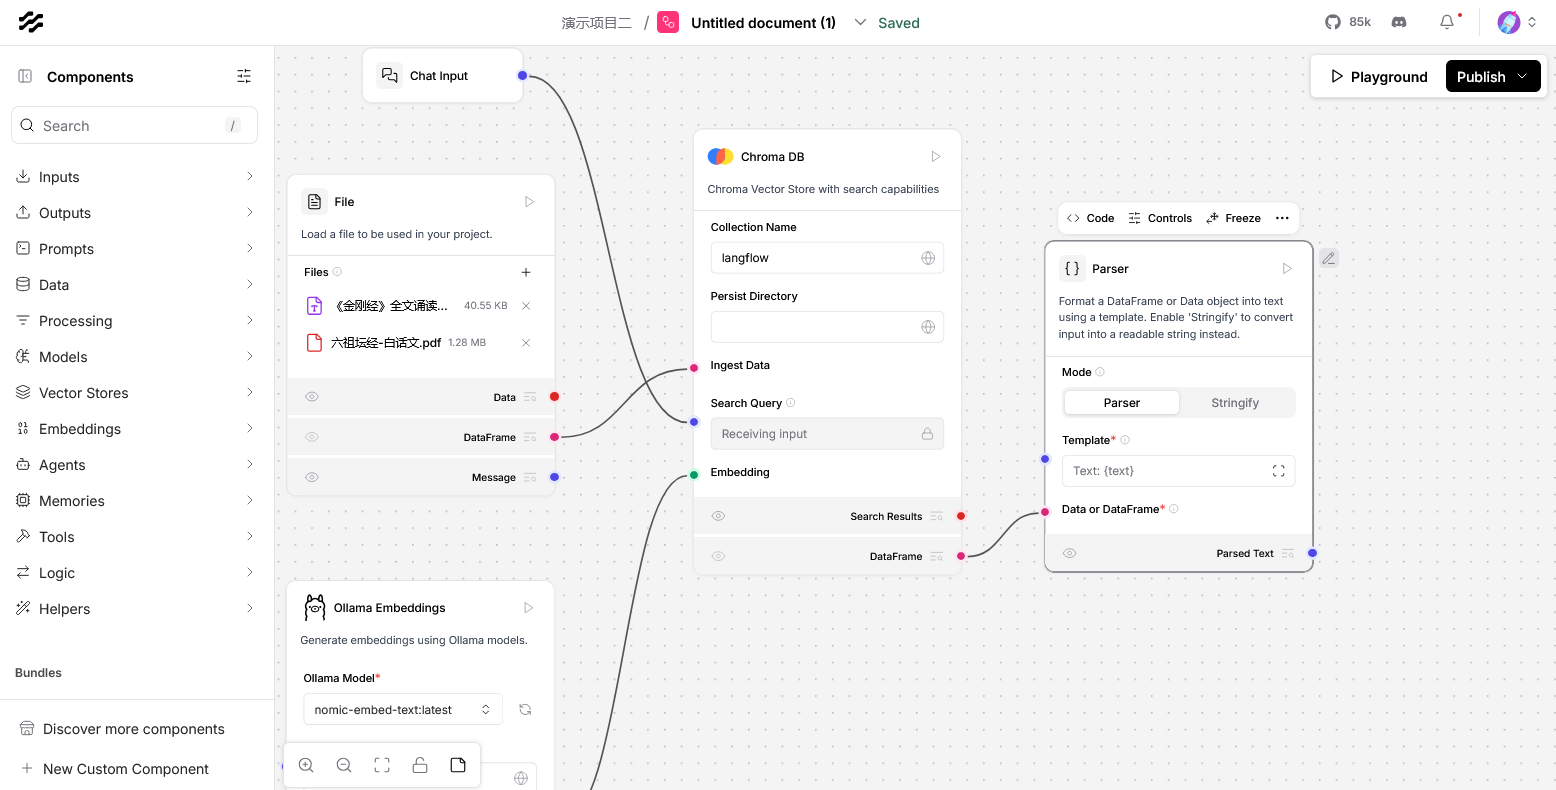 演示项目二 / Untitled document (1) Saved
85k
Components
Search /
Inputs
Outputs
Prompts
Data
Processing
Models
Vector Stores
Embeddings
Agents
Memories
Tools
Logic
Helpers
Bundles
Discover more components
New Custom Component
Playground
Publish
Chat Input
File
Load a file to be used in your project.
Files
《金刚经》全文诵读... 40.55 KB
六祖坛经-白话文.pdf 1.28 MB
Data
DataFrame
Message
Ollama Embeddings
Generate embeddings using Ollama models.
Ollama Model*
nomic-embed-text:latest
Chroma DB
Chroma Vector Store with search capabilities
Collection Name
langflow
Persist Directory
Ingest Data
Search Query
Receiving input
Embedding
Search Results
DataFrame
Code Controls Freeze
Parser
Format a DataFrame or Data object into text
using a template. Enable 'Stringify' to convert
input into a readable string instead.
Mode
Parser Stringify
Template*
Text: {text}
Data or DataFrame*
Parsed Text